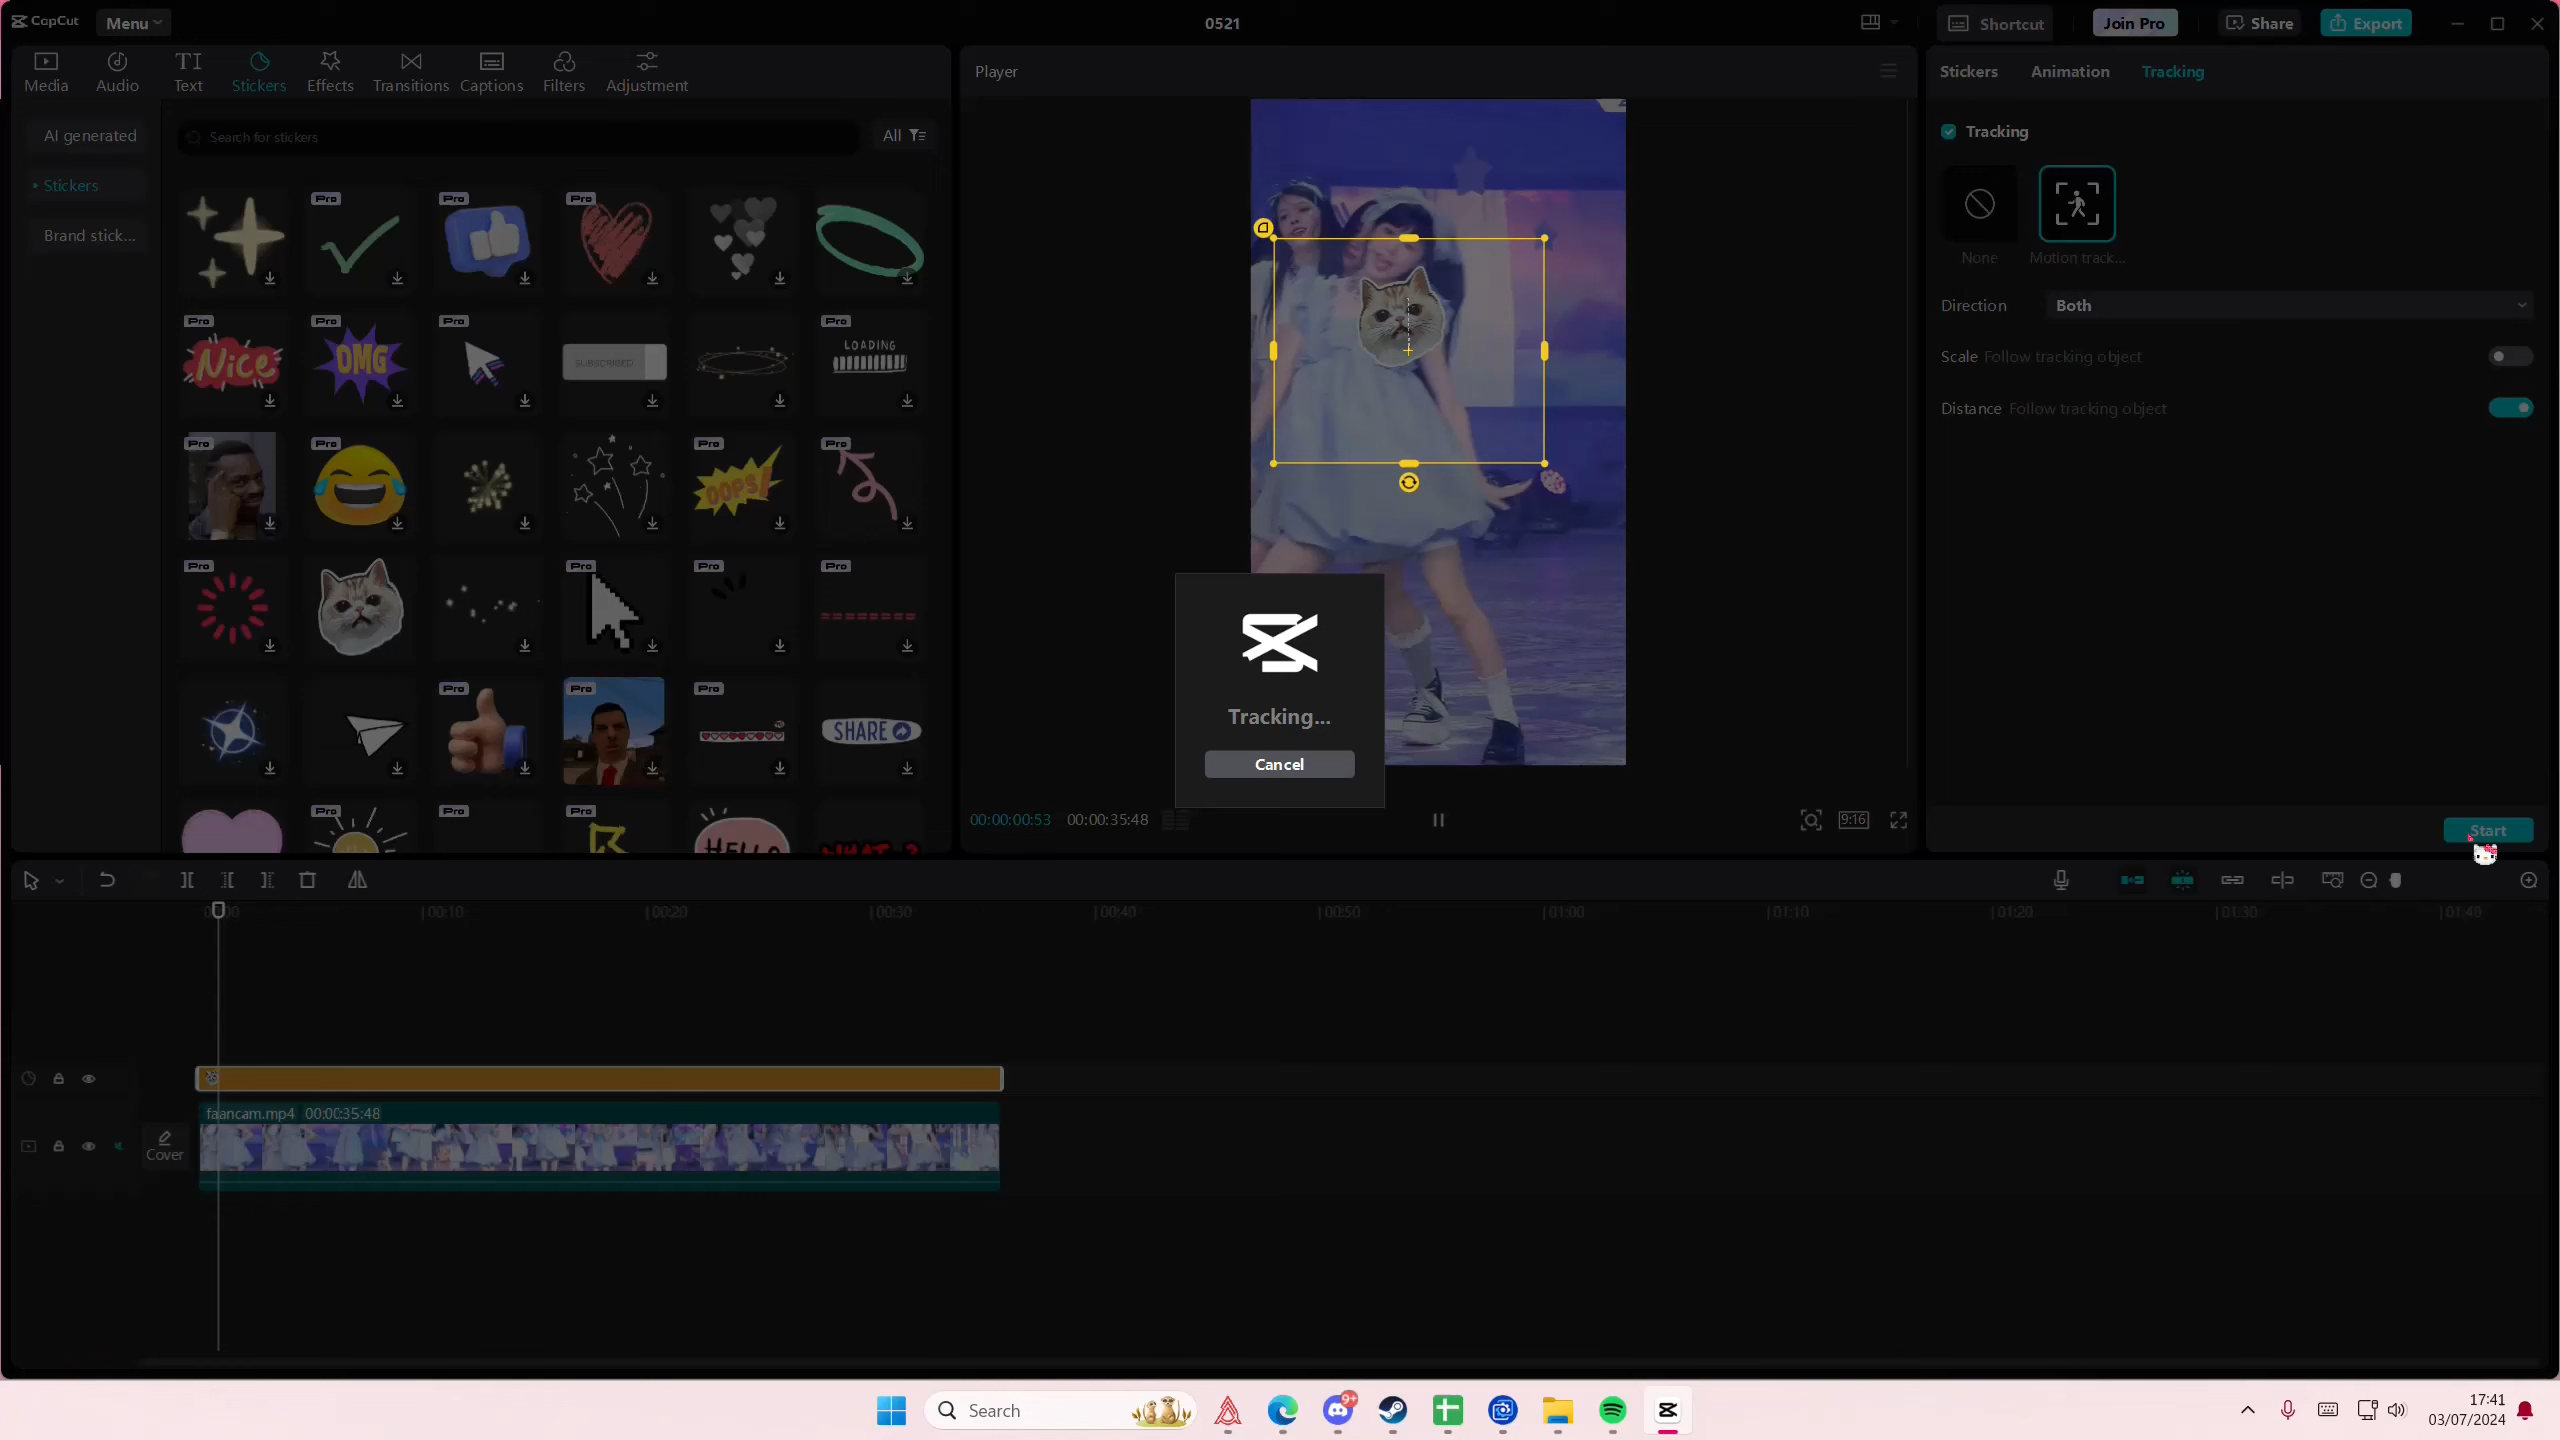 CapCut
Menu
0521
Shortcut
Join Pro
Share
Export
Media
Audio
Text
Stickers
Effects
Transitions
Captions
Filters
Adjustment
Player
Stickers
Animation
Tracking
AI generated
Search for stickers
All
Tracking
Stickers
Brand stick...
Pro
Pro
Pro
None
Motion track...
Direction
Both
Pro
Nice
Pro
OMG
Pro
SUBSCRIBED
Pro
LOADING
Scale Follow tracking object
Distance Follow tracking object
Pro
Pro
Pro
OOPS!
Pro
Pro
Pro
Pro
Pro
Pro
Pro
Pro
SHARE
Tracking...
Cancel
Pro
Pro
Pro
HELLO
WHAT ?
00:00:00:53
00:00:35:48
9:16
Start
00:00
00:10
00:20
00:30
00:40
00:50
01:00
01:10
01:20
01:30
01:40
faancam.mp4 00:00:35:48
Cover
Search
9+
17:41
03/07/2024